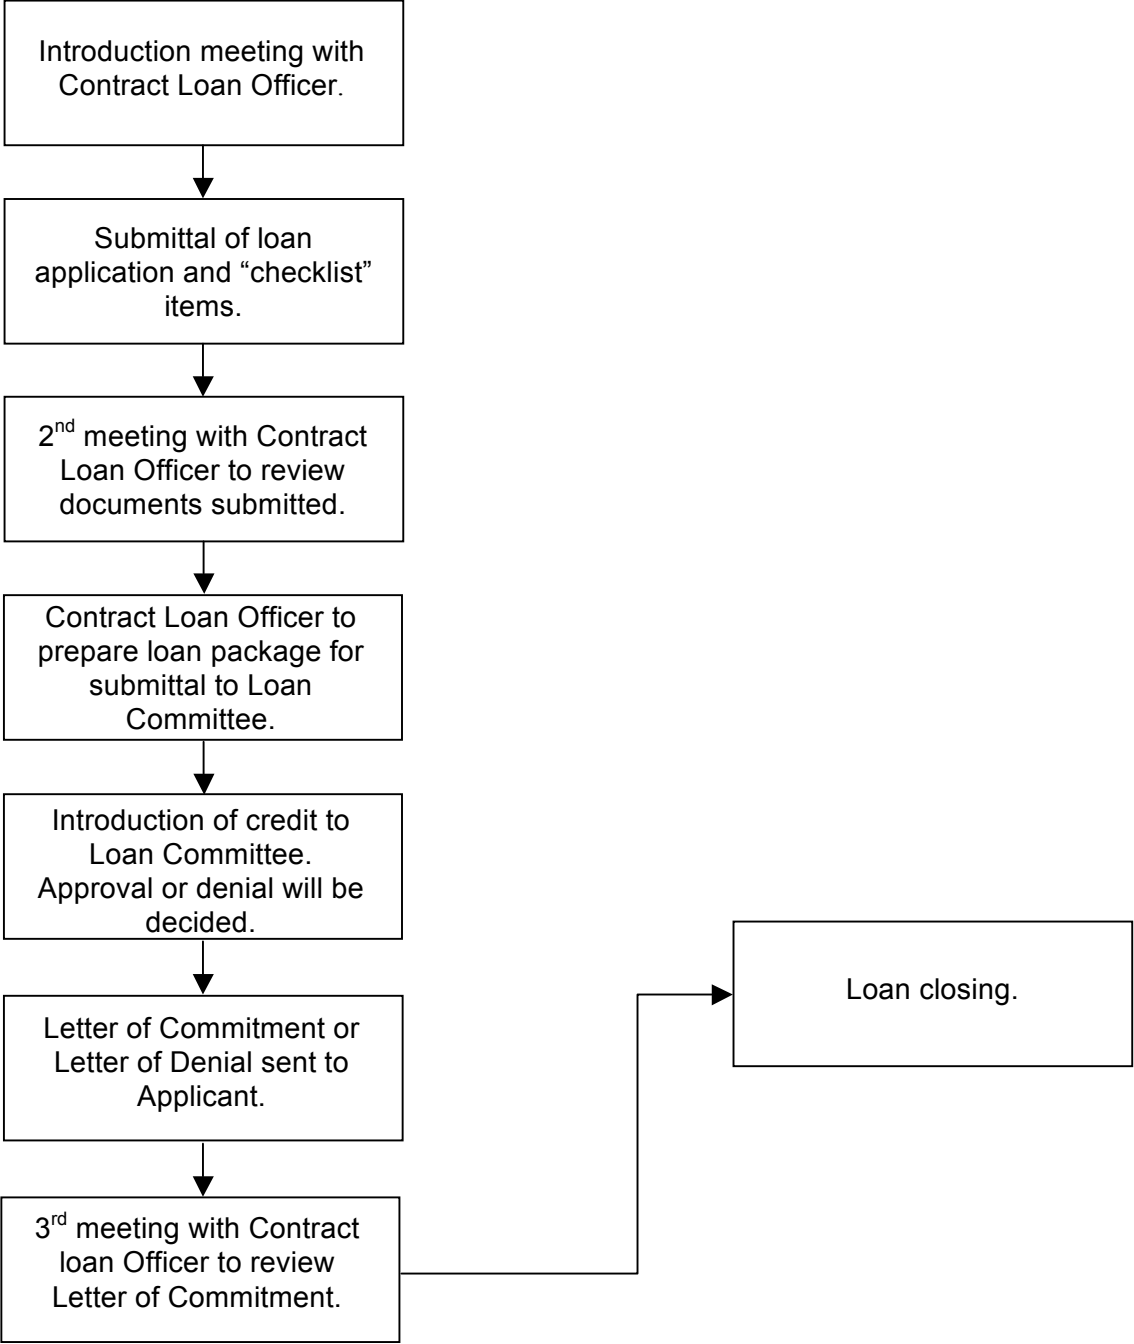 Introduction meeting with
Contract Loan Officer.
Submittal of loan
application and “checklist”
items.
2nd meeting with Contract
Loan Officer to review
documents submitted.
Contract Loan Officer to
prepare loan package for
submittal to Loan
Committee.
Introduction of credit to
Loan Committee.
Approval or denial will be
decided.
Letter of Commitment or
Letter of Denial sent to
Applicant.
3rd meeting with Contract
loan Officer to review
Letter of Commitment.
Loan closing.